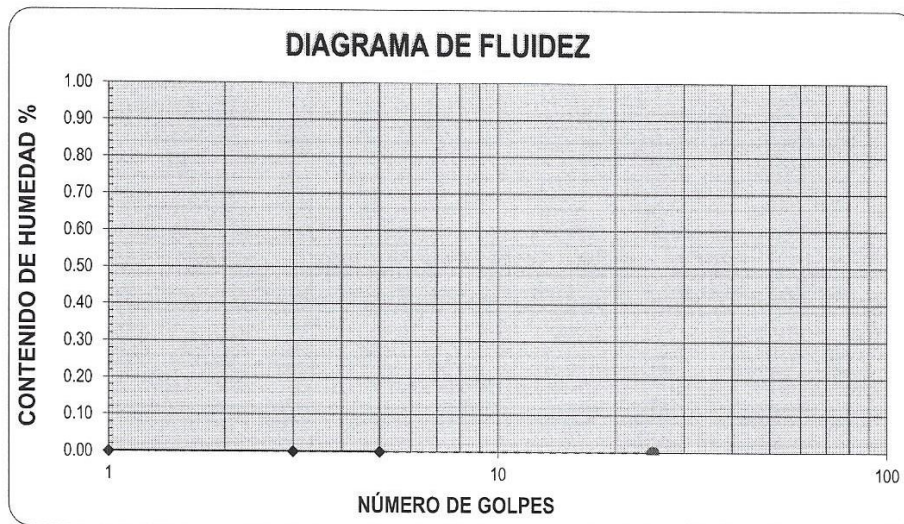 DIAGRAMA DE FLUIDEZ
CONTENIDO DE HUMEDAD %
1.00
0.90
0.80
0.70
0.60
0.50
0.40
0.30
0.20
0.10
0.00
1 10 100
NÚMERO DE GOLPES